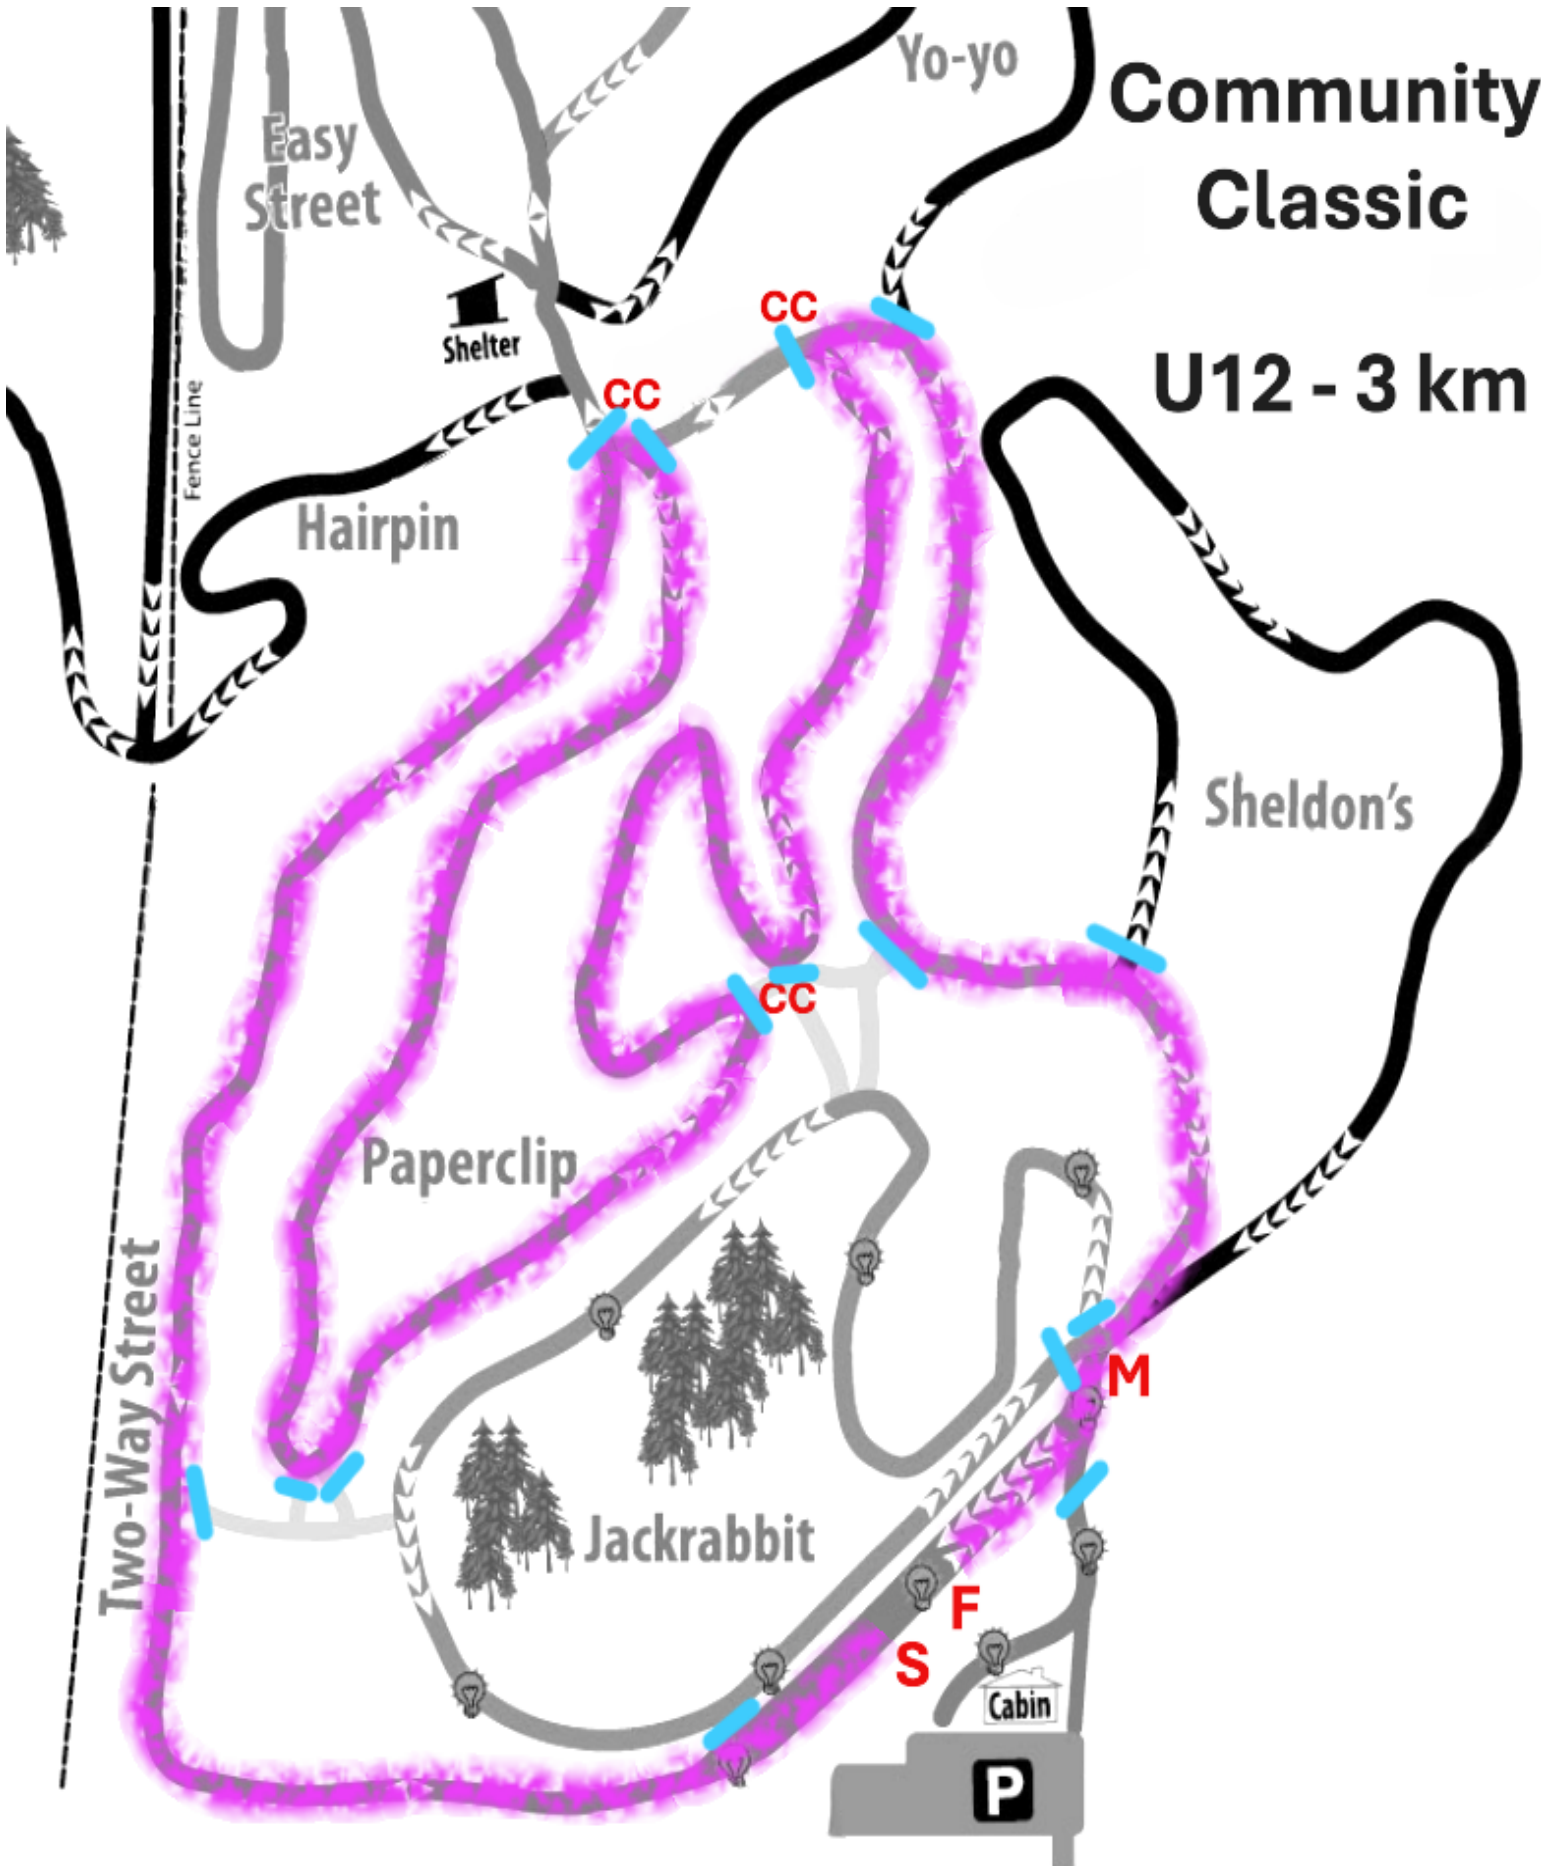 Yo-yo
Community
Classic
Easy
Street
CC
Shelter
U12 - 3 km
CC
Fence Line
Hairpin
Sheldon's
CC
Paperclip
Two-Way Street
M
Jackrabbit
F
S
Cabin
P